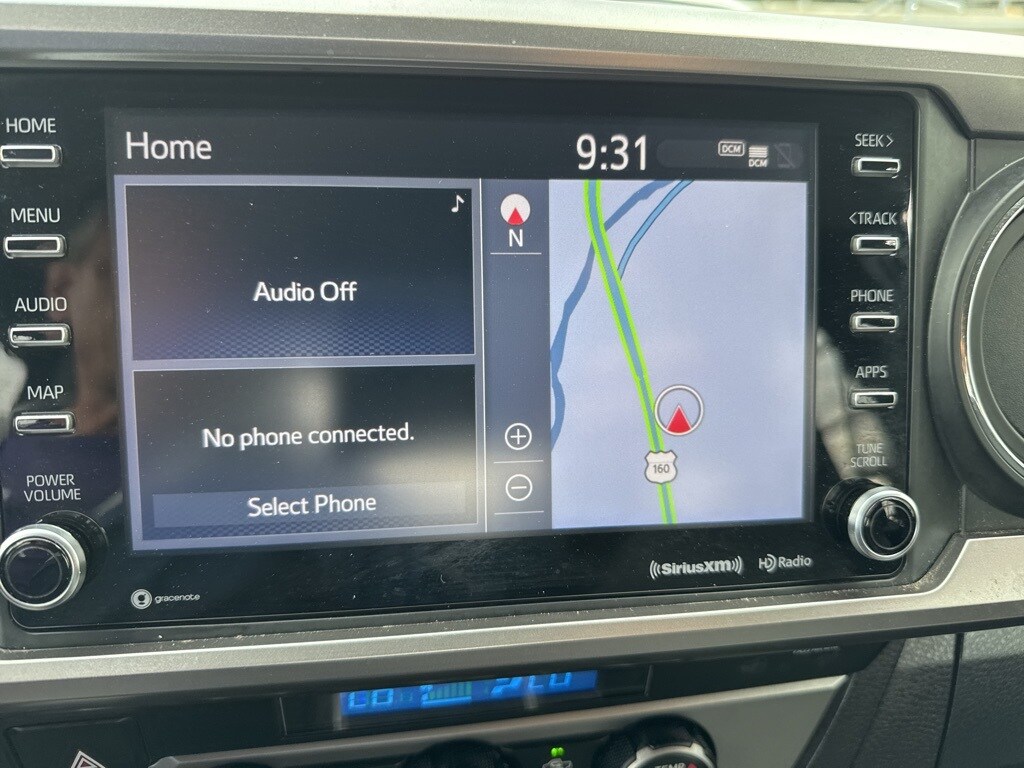 HOME
MENU
AUDIO
MAP
POWER
VOLUME
Home
9:31
DCM
DCM
Audio Off
No phone connected.
Select Phone
N
160
SEEK>
<TRACK
PHONE
APPS
TUNE
SCROLL
gracenote
((SiriusXM))
HD Radio
TEMP